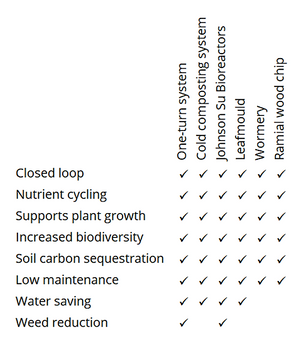 One-turn system
Cold composting system
Johnson Su Bioreactors
Leafmould
Wormery
Ramial wood chip
Closed loop ✓ ✓ ✓ ✓ ✓ ✓
Nutrient cycling ✓ ✓ ✓ ✓ ✓ ✓
Supports plant growth ✓ ✓ ✓ ✓ ✓ ✓
Increased biodiversity ✓ ✓ ✓ ✓ ✓ ✓
Soil carbon sequestration ✓ ✓ ✓ ✓ ✓ ✓
Low maintenance ✓ ✓ ✓ ✓ ✓ ✓
Water saving ✓ ✓ ✓ ✓
Weed reduction ✓ ✓